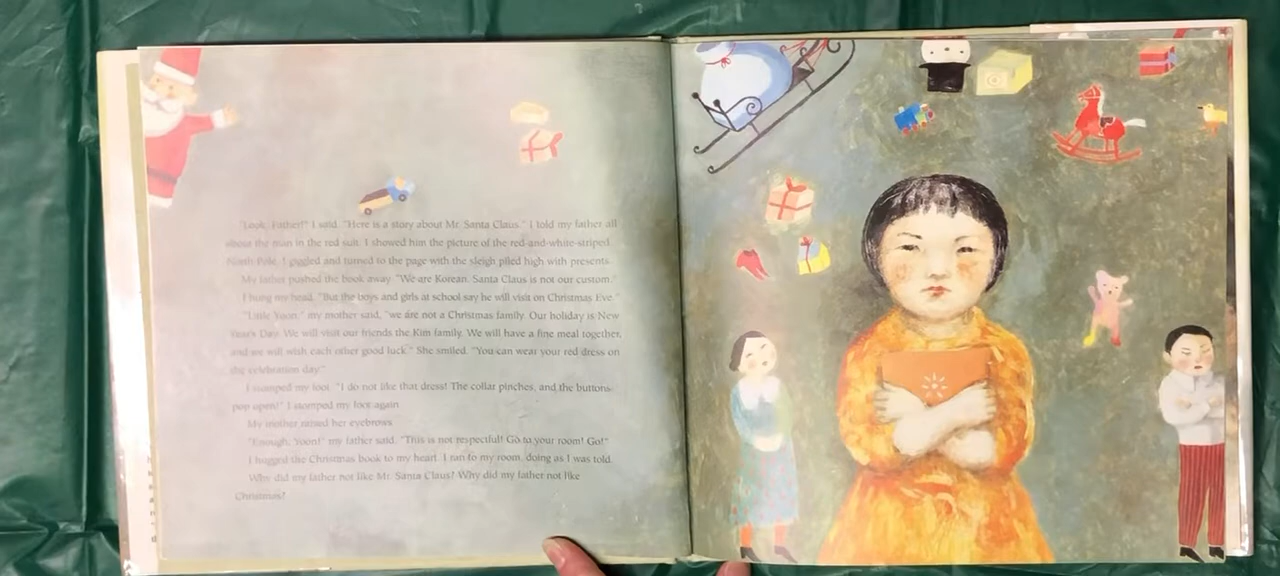 "Look, Father!" I said. "Here is a story about Mr. Santa Claus." I told my father all
about the man in the red suit. I showed him the picture of the red-and-white-striped
North Pole. I giggled and turned to the page with the sleigh piled high with presents.
My father pushed the book away. "We are Korean. Santa Claus is not our custom."
I hung my head. "But the boys and girls at school say he will visit on Christmas Eve."
"Little Yoon," my mother said, "we are not a Christmas family. Our holiday is New
Year's Day. We will visit our friends the Kim family. We will have a fine meal together,
and we will wish each other good luck." She smiled. "You can wear your red dress on
the celebration day."
I stomped my foot. "I do not like that dress! The collar pinches, and the buttons
pop open!" I stomped my foot again.
My mother raised her eyebrows.
"Enough, Yoon!" my father said. "This is not respectful! Go to your room! Go!"
I hugged the Christmas book to my heart. I ran to my room, doing as I was told.
Why did my father not like Mr. Santa Claus? Why did my father not like
Christmas?